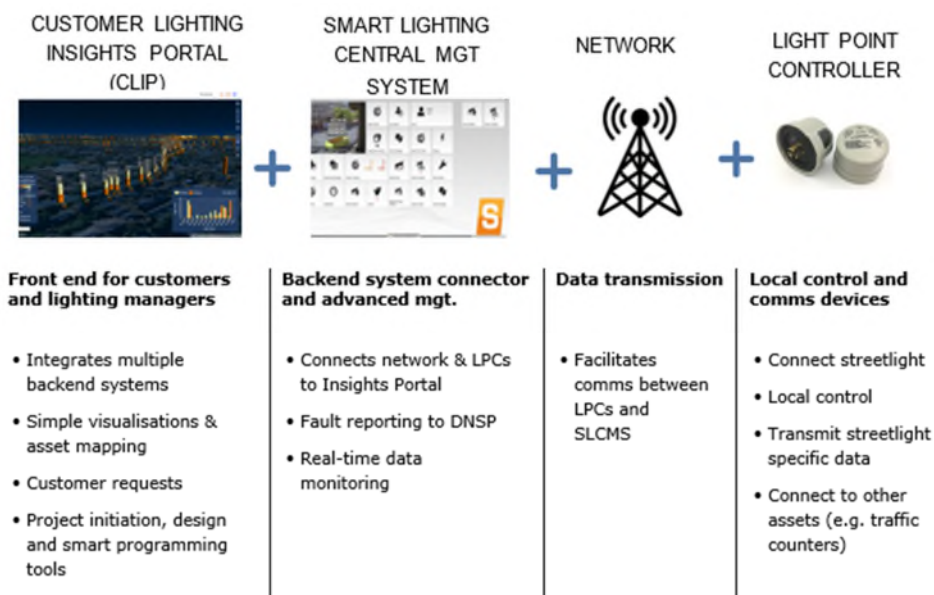 CUSTOMER LIGHTING
INSIGHTS PORTAL
(CLIP)
SMART LIGHTING
CENTRAL MGT
SYSTEM
NETWORK
LIGHT POINT
CONTROLLER
S
Front end for customers
and lighting managers
• Integrates multiple
backend systems
• Simple visualisations &
asset mapping
• Customer requests
• Project initiation, design
and smart programming
tools
Backend system connector
and advanced mgt.
• Connects network & LPCs
to Insights Portal
• Fault reporting to DNSP
• Real-time data
monitoring
Data transmission
• Facilitates
comms between
LPCs and
SLCMS
Local control and
comms devices
• Connect streetlight
• Local control
• Transmit streetlight
specific data
• Connect to other
assets (e.g. traffic
counters)